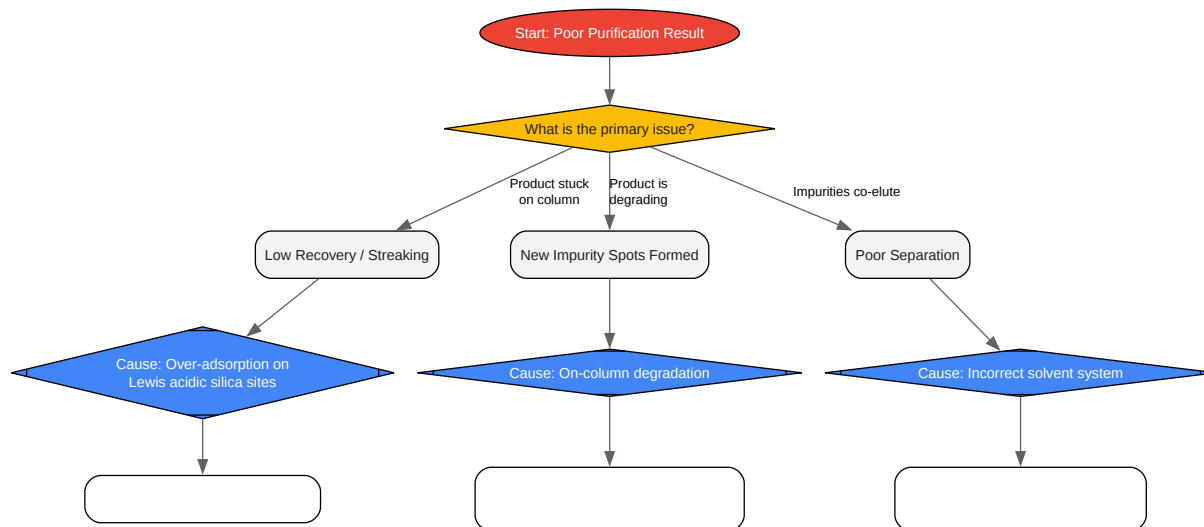 Start: Poor Purification Result
What is the primary issue?
Product stuck
on column
Product is
degrading
Impurities co-elute
Low Recovery / Streaking
New Impurity Spots Formed
Poor Separation
Cause: Over-adsorption on
Lewis acidic silica sites
Cause: On-column degradation
Cause: Incorrect solvent system